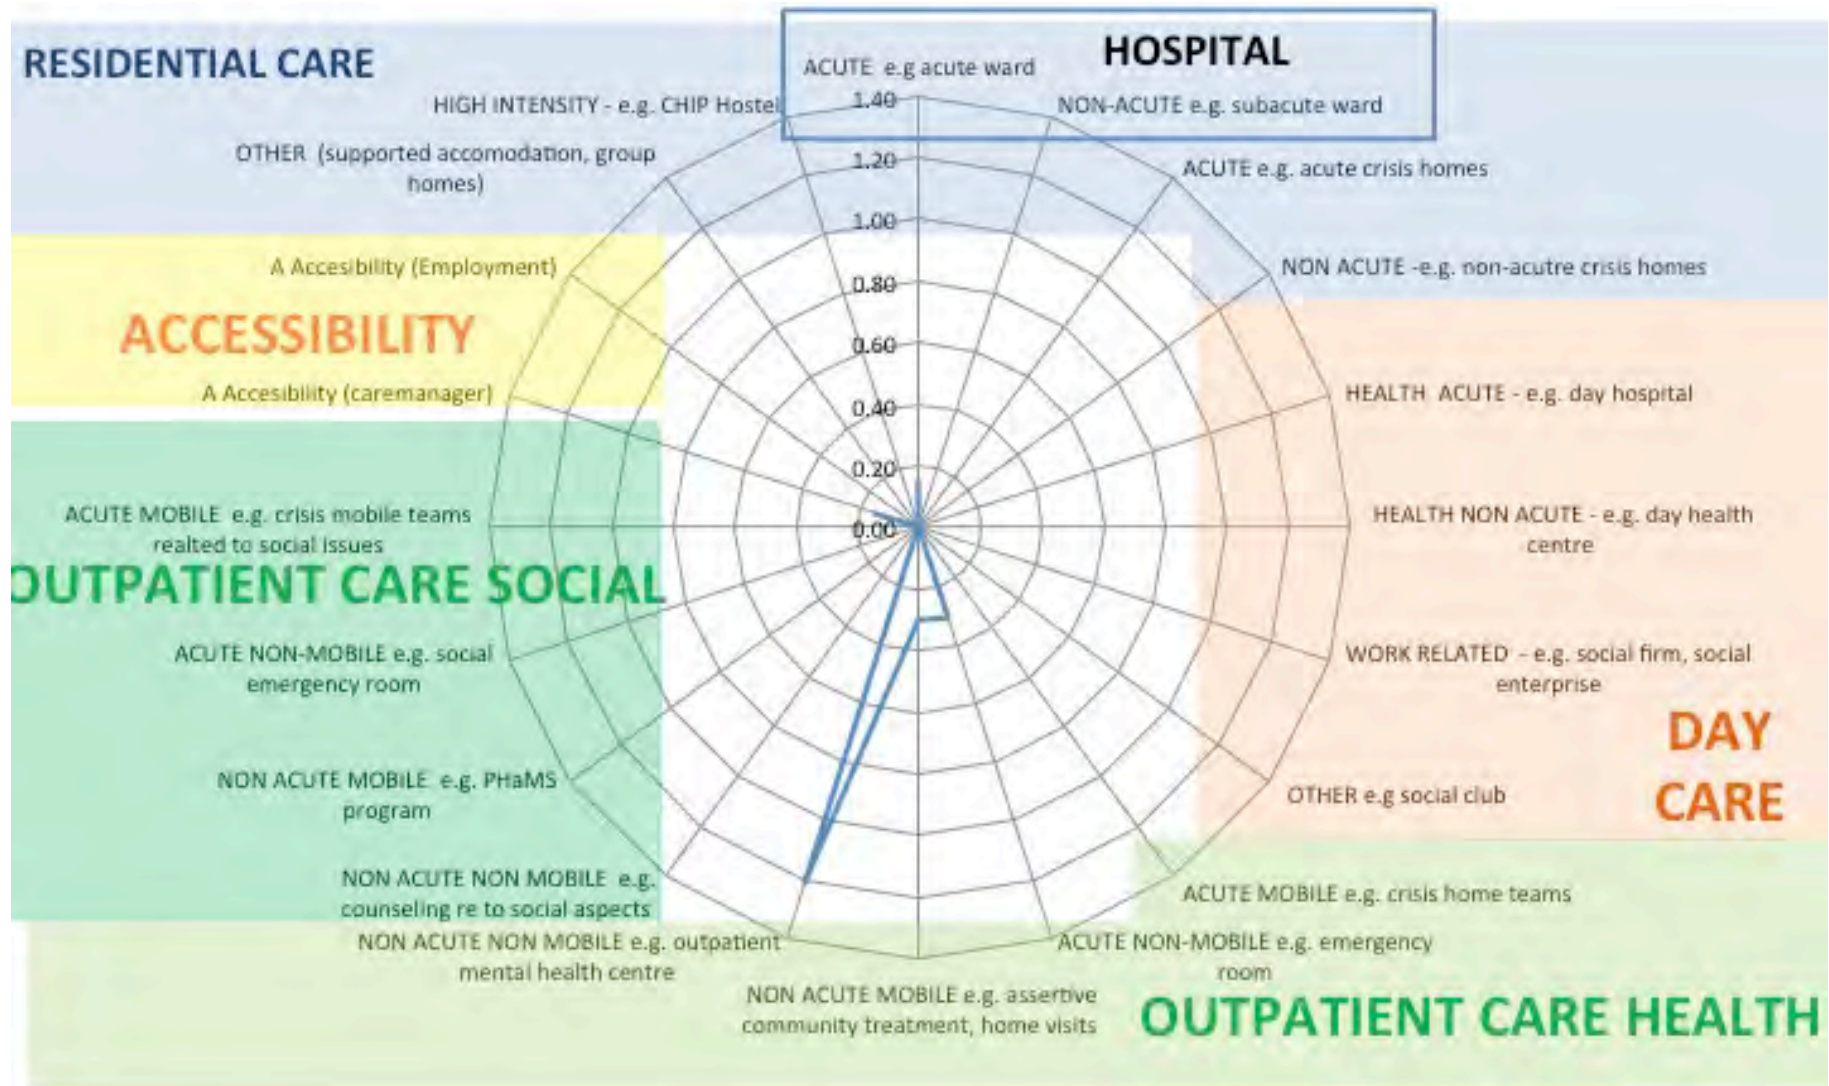 RESIDENTIAL CARE
HOSPITAL
ACUTE e.g acute ward
HIGH INTENSITY - e.g. CHIP Hostel
NON-ACUTE e.g. subacute ward
OTHER (supported accomodation, group
homes)
ACUTE e.g. acute crisis homes
A Accesibility (Employment)
NON ACUTE -e.g. non-acutre crisis homes
ACCESSIBILITY
A Accesibility (caremanager)
HEALTH ACUTE - e.g. day hospital
ACUTE MOBILE e.g. crisis mobile teams
realted to social issues
HEALTH NON ACUTE - e.g. day health
centre
OUTPATIENT CARE SOCIAL
ACUTE NON-MOBILE e.g. social
emergency room
WORK RELATED - e.g. social firm, social
enterprise
DAY
CARE
NON ACUTE MOBILE e.g. PHaMS
program
OTHER e.g social club
NON ACUTE NON MOBILE e.g.
counseling re to social aspects
ACUTE MOBILE e.g. crisis home teams
NON ACUTE NON MOBILE e.g. outpatient
mental health centre
ACUTE NON-MOBILE e.g. emergency
room
NON ACUTE MOBILE e.g. assertive
community treatment, home visits
OUTPATIENT CARE HEALTH
1.40
1.20
1.00
0.80
0.60
0.40
0.20
0.00